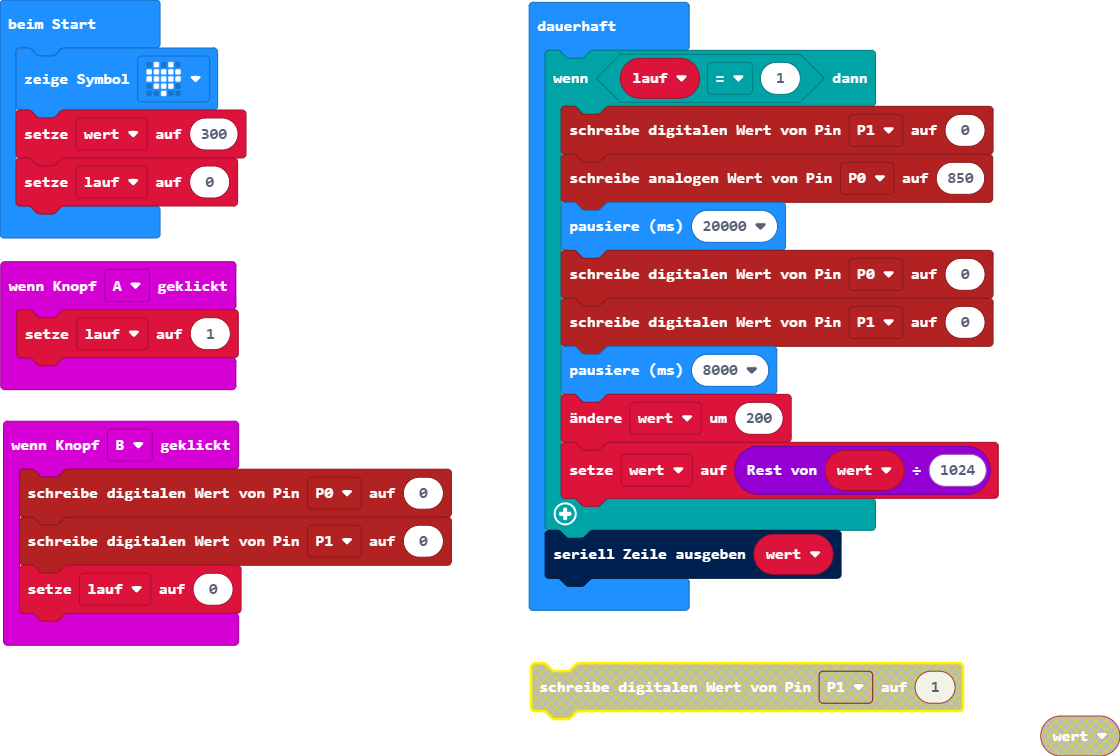 beim Start
zeige Symbol
setze wert auf 300
setze lauf auf 0
wenn Knopf A geklickt
setze lauf auf 1
wenn Knopf B geklickt
schreibe digitalen Wert von Pin P0 auf 0
schreibe digitalen Wert von Pin P1 auf 0
setze lauf auf 0
dauerhaft
wenn lauf = 1 dann
schreibe digitalen Wert von Pin P1 auf 0
schreibe analogen Wert von Pin P0 auf 850
pausiere (ms) 20000
schreibe digitalen Wert von Pin P0 auf 0
schreibe digitalen Wert von Pin P1 auf 0
pausiere (ms) 8000
ändere wert um 200
setze wert auf Rest von wert ÷ 1024
seriell Zeile ausgeben wert
schreibe digitalen Wert von Pin P1 auf 1
wert